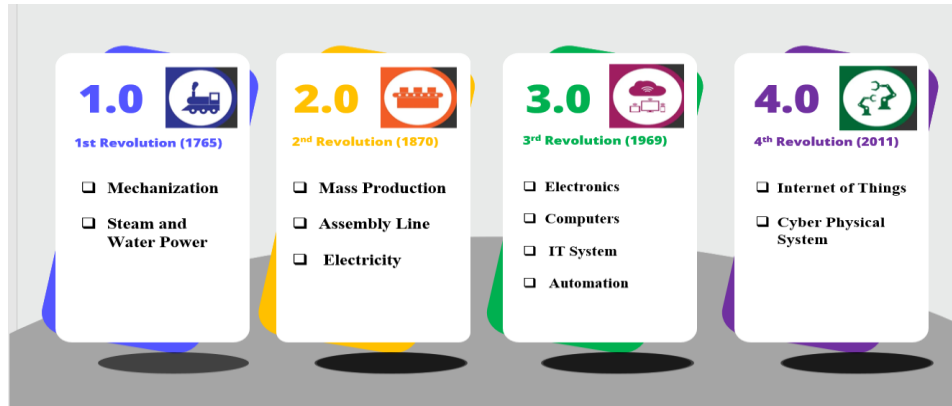 1.0
1st Revolution (1765)
❑ Mechanization
❑ Steam and
Water Power
2.0
2nd Revolution (1870)
❑ Mass Production
❑ Assembly Line
❑ Electricity
3.0
3rd Revolution (1969)
❑ Electronics
❑ Computers
❑ IT System
❑ Automation
4.0
4th Revolution (2011)
❑ Internet of Things
❑ Cyber Physical
System